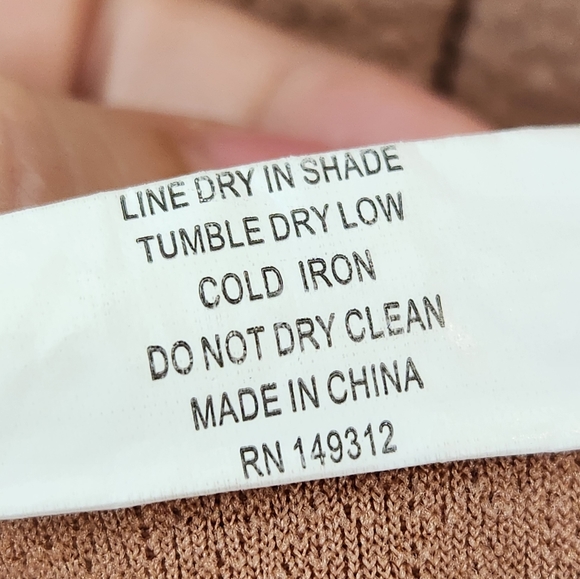 LINE DRY IN SHADE
TUMBLE DRY LOW
COLD IRON
DO NOT DRY CLEAN
MADE IN CHINA
RN 149312